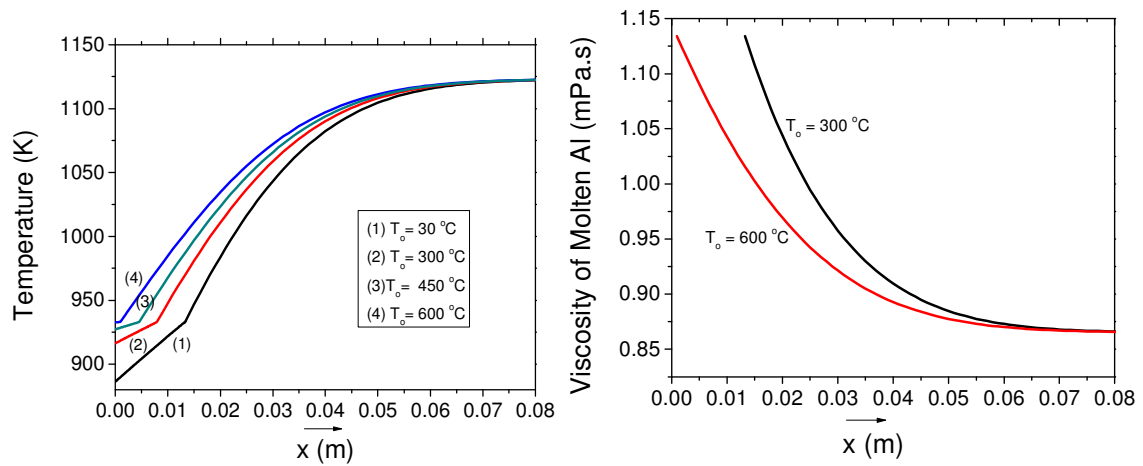 1150
1100
1050
1000
950
900
Temperature (K)
(4)
(3)
(2)
(1)
(1) Tₒ= 30 °C
(2) Tₒ= 300 °C
(3)Tₒ= 450 °C
(4) Tₒ= 600 °C
0.00 0.01 0.02 0.03 0.04 0.05 0.06 0.07 0.08
x (m)
1.15
1.10
1.05
1.00
0.95
0.90
0.85
Viscosity of Molten Al (mPa.s)
Tₒ = 300 °C
Tₒ = 600 °C
0.00 0.01 0.02 0.03 0.04 0.05 0.06 0.07 0.08
x (m)